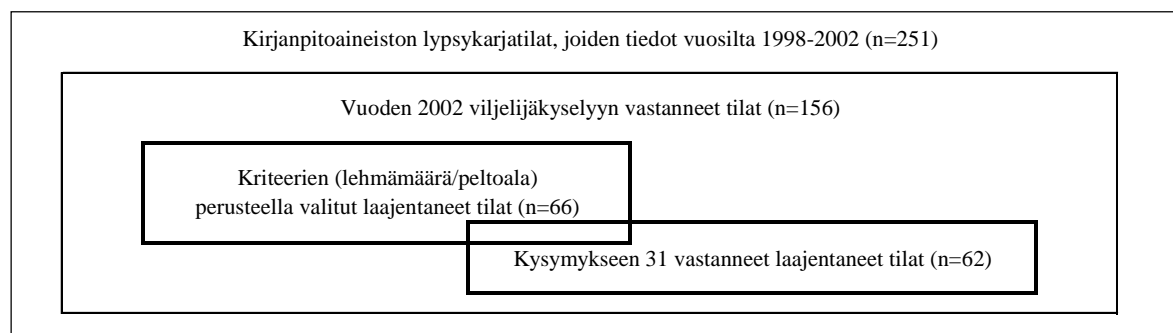 Kirjanpitoaineiston lypsykarjatilat, joiden tiedot vuosilta 1998-2002 (n=251)
Vuoden 2002 viljelijäkyselyyn vastanneet tilat (n=156)
Kriteerien (lehmämäärä/peltoala)
perusteella valitut laajentaneet tilat (n=66)
Kysymykseen 31 vastanneet laajentaneet tilat (n=62)